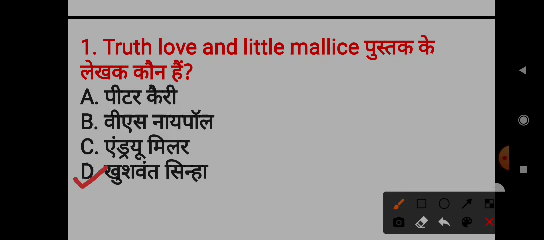 1. Truth love and little mallice पुस्तक के
लेखक कौन हैं?
A. पीटर कैरी
B. वीएस नायपॉल
C. एंड्रयू मिलर
D. खुशवंत सिन्हा